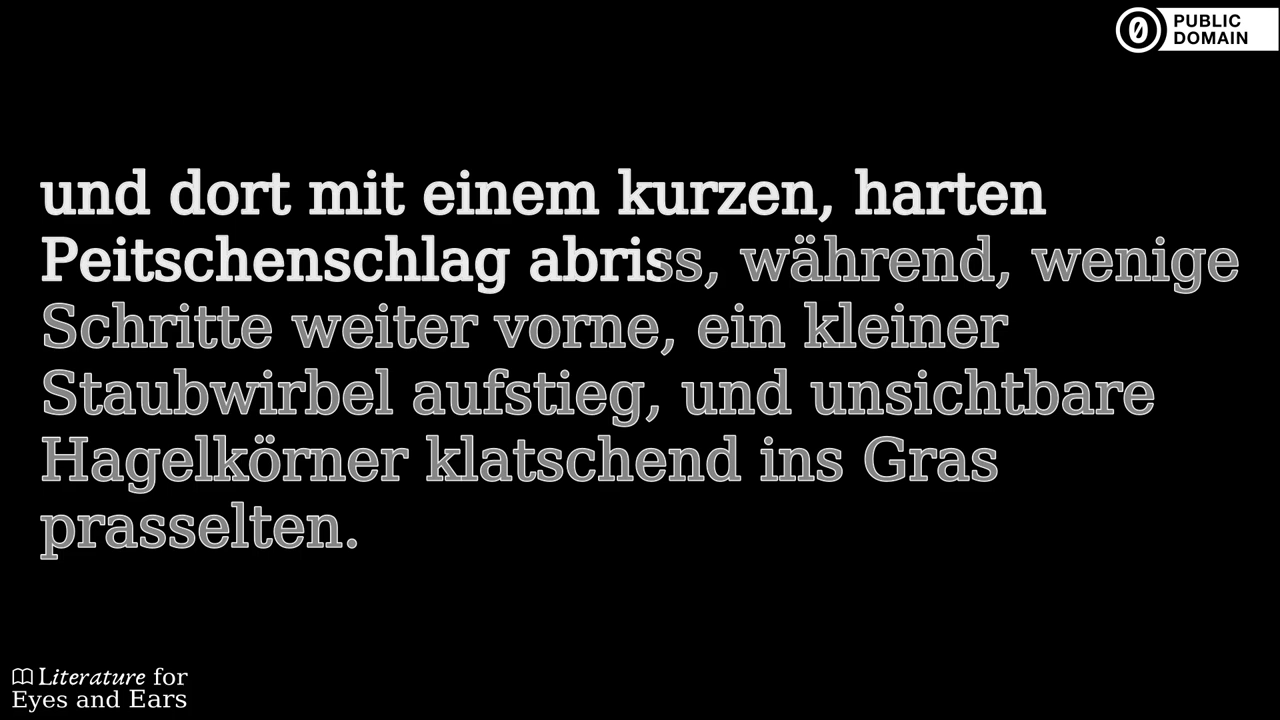 PUBLIC
DOMAIN
und dort mit einem kurzen, harten
Peitschenschlag abriss, während, wenige
Schritte weiter vorne, ein kleiner
Staubwirbel aufstieg, und unsichtbare
Hagelkörner klatschend ins Gras
prasselten.
Literature for
Eyes and Ears